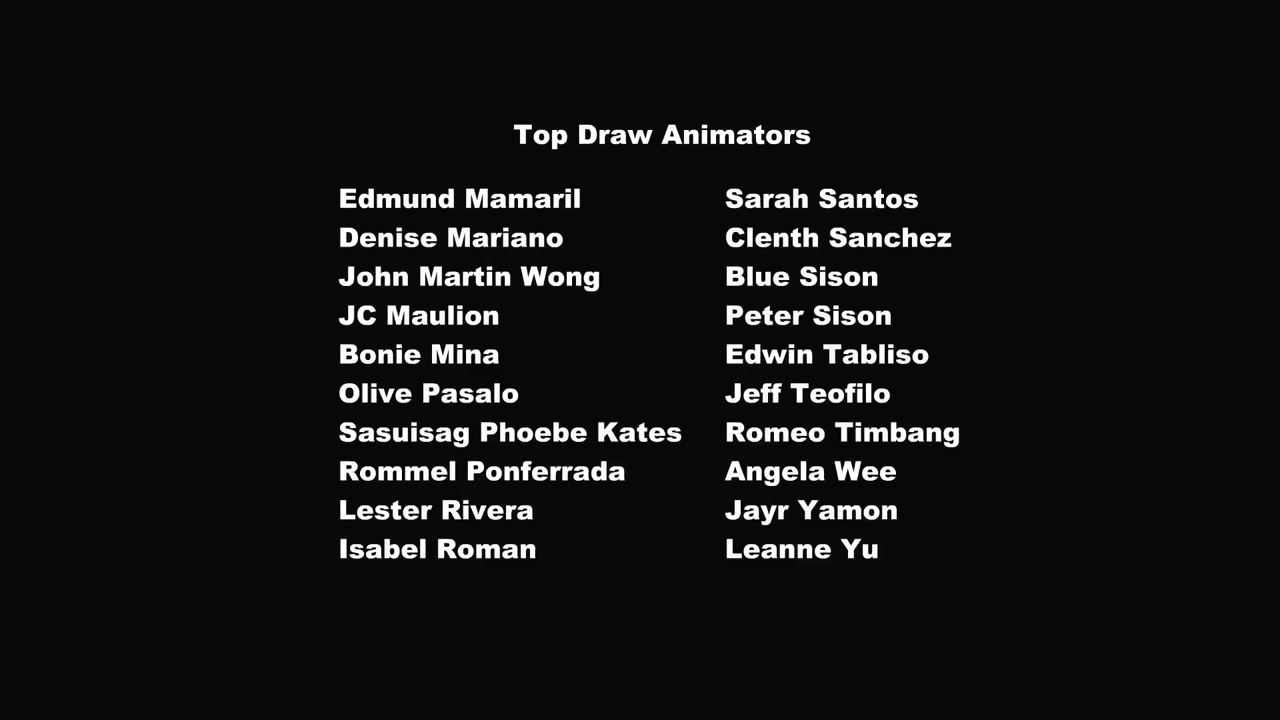 Top Draw Animators
Edmund Mamaril
Denise Mariano
John Martin Wong
JC Maulion
Bonie Mina
Olive Pasalo
Sasuisag Phoebe Kates
Rommel Ponferrada
Lester Rivera
Isabel Roman
Sarah Santos
Clenth Sanchez
Blue Sison
Peter Sison
Edwin Tabliso
Jeff Teofilo
Romeo Timbang
Angela Wee
Jayr Yamon
Leanne Yu